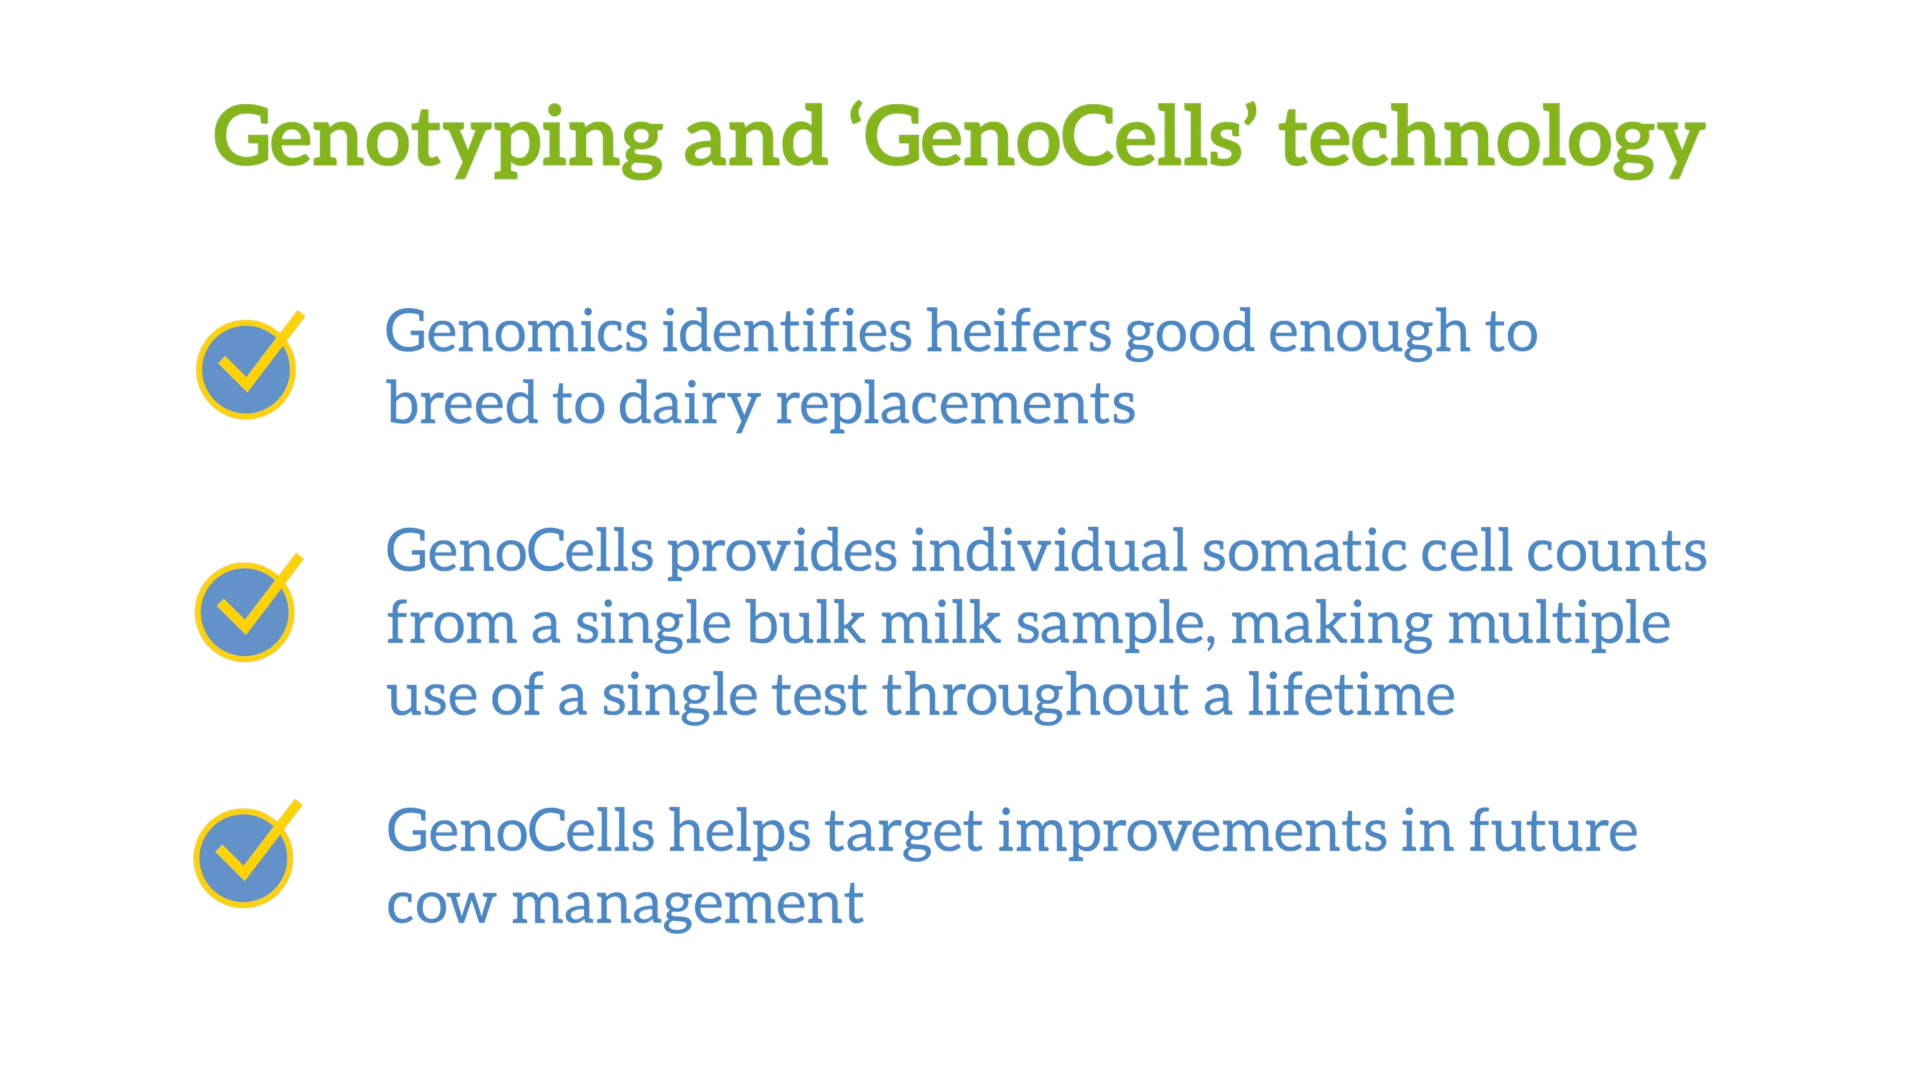 Genotyping and ‘GenoCells’ technology
Genomics identifies heifers good enough to
breed to dairy replacements
GenoCells provides individual somatic cell counts
from a single bulk milk sample, making multiple
use of a single test throughout a lifetime
GenoCells helps target improvements in future
cow management